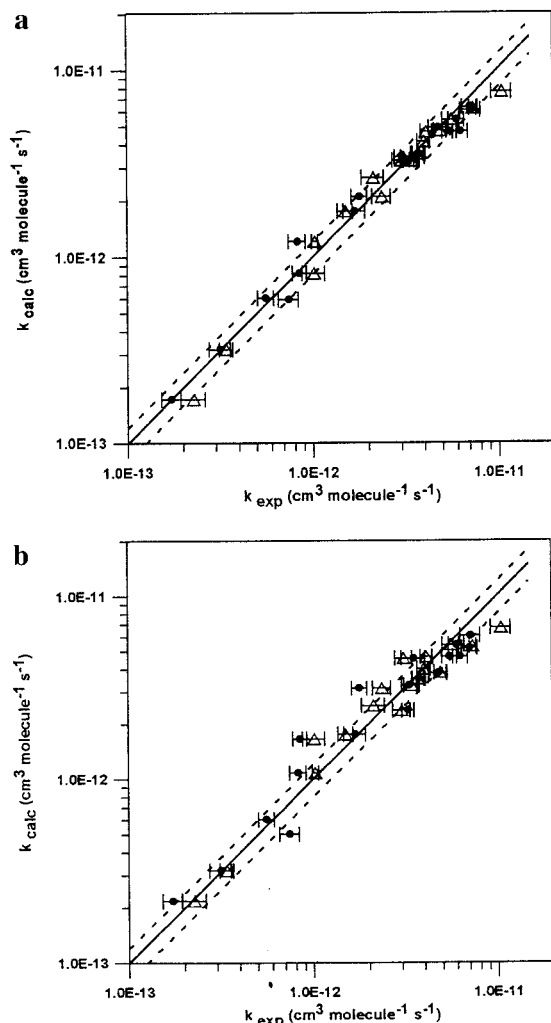 a
1.0E-11
1.0E-12
1.0E-13
k calc (cm³ molecule⁻¹ s⁻¹)
1.0E-13 1.0E-12 1.0E-11
k exp (cm³ molecule⁻¹ s⁻¹)
b
1.0E-11
1.0E-12
1.0E-13
k calc (cm³ molecule⁻¹ s⁻¹)
1.0E-13 1.0E-12 1.0E-11
k exp (cm³ molecule⁻¹ s⁻¹)